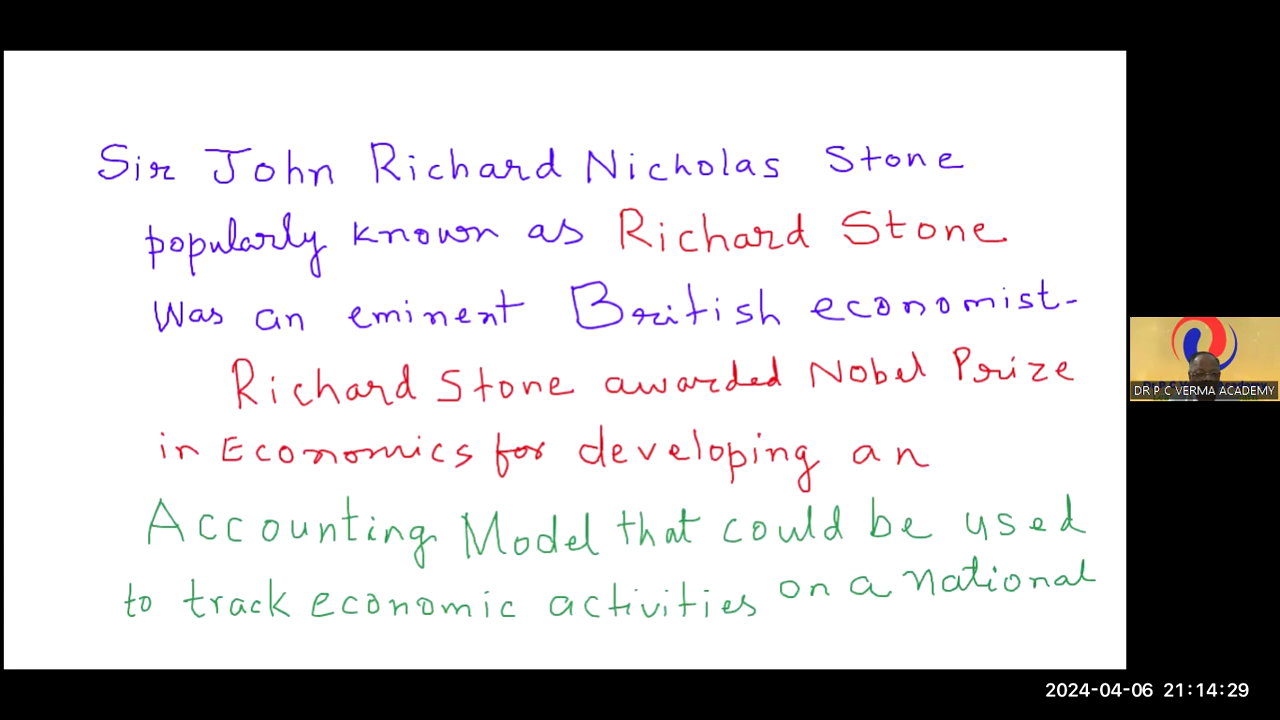 Sir John Richard Nicholas Stone
popularly known as Richard Stone
Was an eminent British economist-
Richard Stone awarded Nobel Prize
in Economics for developing an
Accounting Model that could be used
to track economic activities on a national
DR P C VERMA ACADEMY
2024-04-06 21:14:29